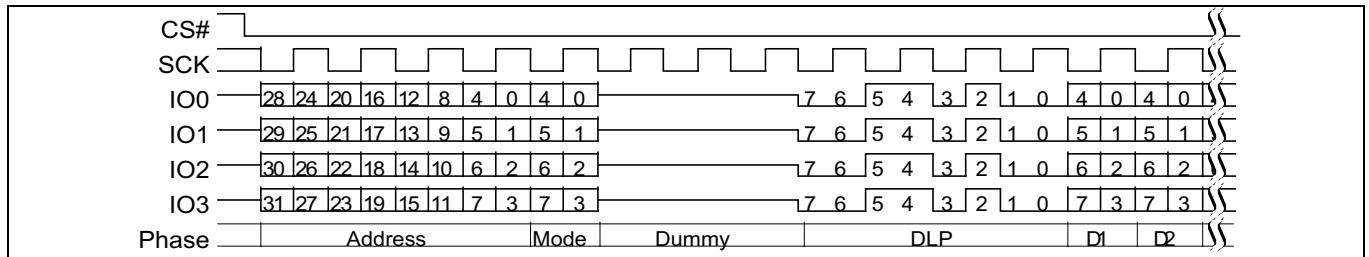 CS#
SCK
IO0 28 24 20 16 12 8 4 0 4 0 7 6 5 4 3 2 1 0 4 0 4 0
IO1 29 25 21 17 13 9 5 1 5 1 7 6 5 4 3 2 1 0 5 1 5 1
IO2 30 26 22 18 14 10 6 2 6 2 7 6 5 4 3 2 1 0 6 2 6 2
IO3 31 27 23 19 15 11 7 3 7 3 7 6 5 4 3 2 1 0 7 3 7 3
Phase Address Mode Dummy DLP D1 D2